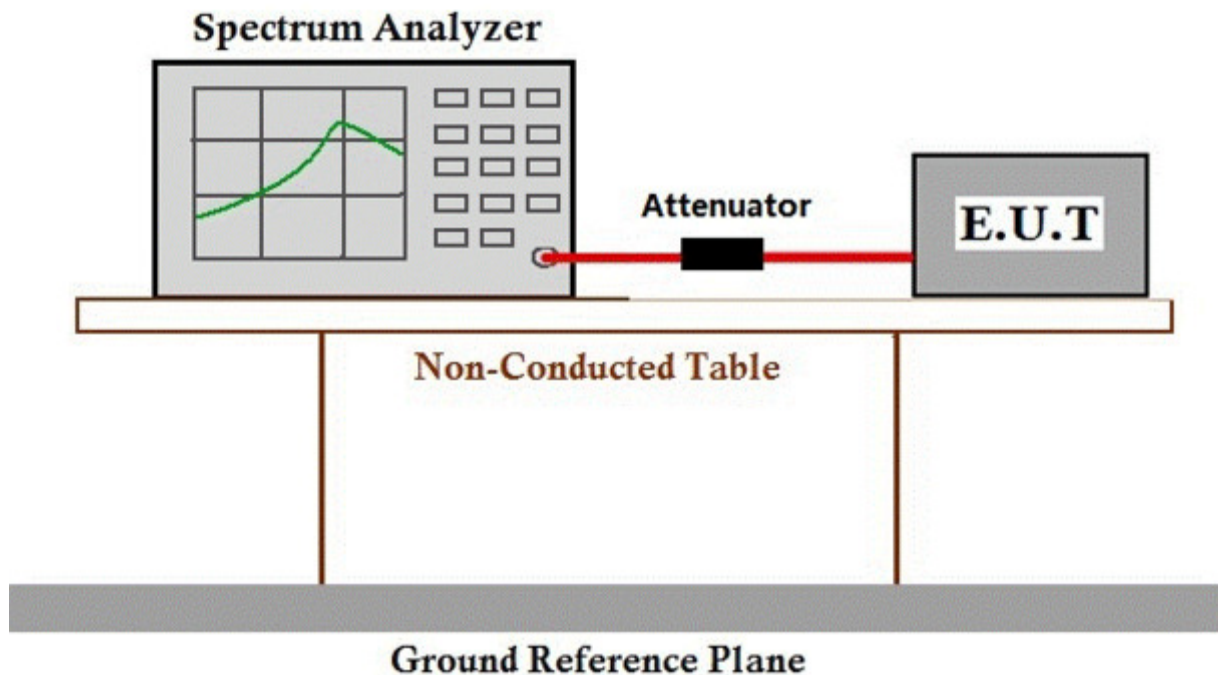 Spectrum Analyzer
Attenuator
E.U.T
Non-Conducted Table
Ground Reference Plane